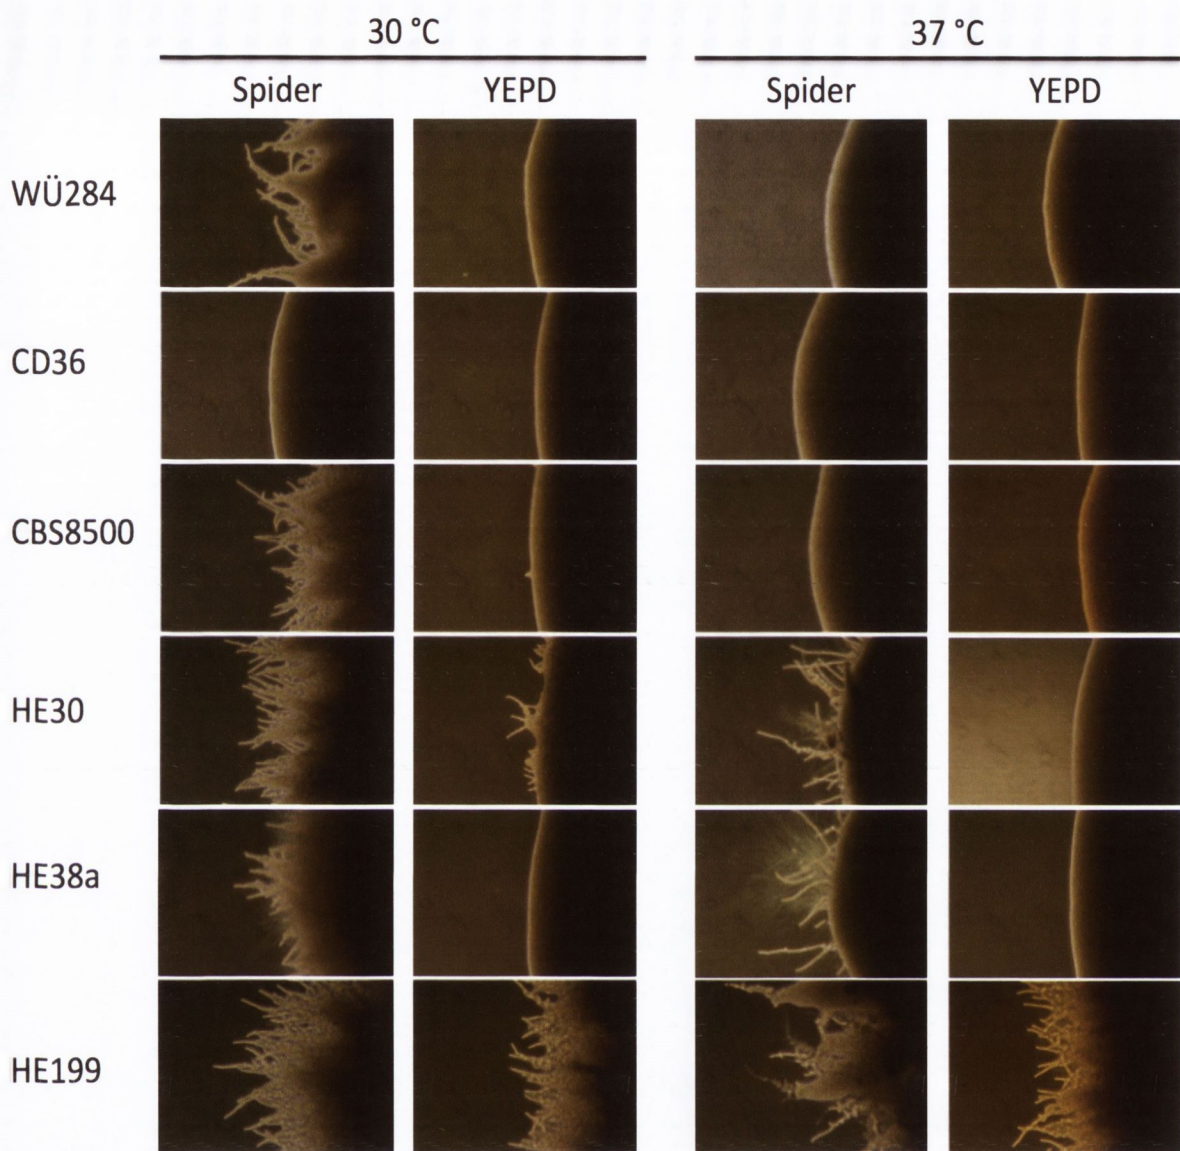 30 °C
37 °C
Spider
YEPD
Spider
YEPD
WÜ284
CD36
CBS8500
HE30
HE38a
HE199